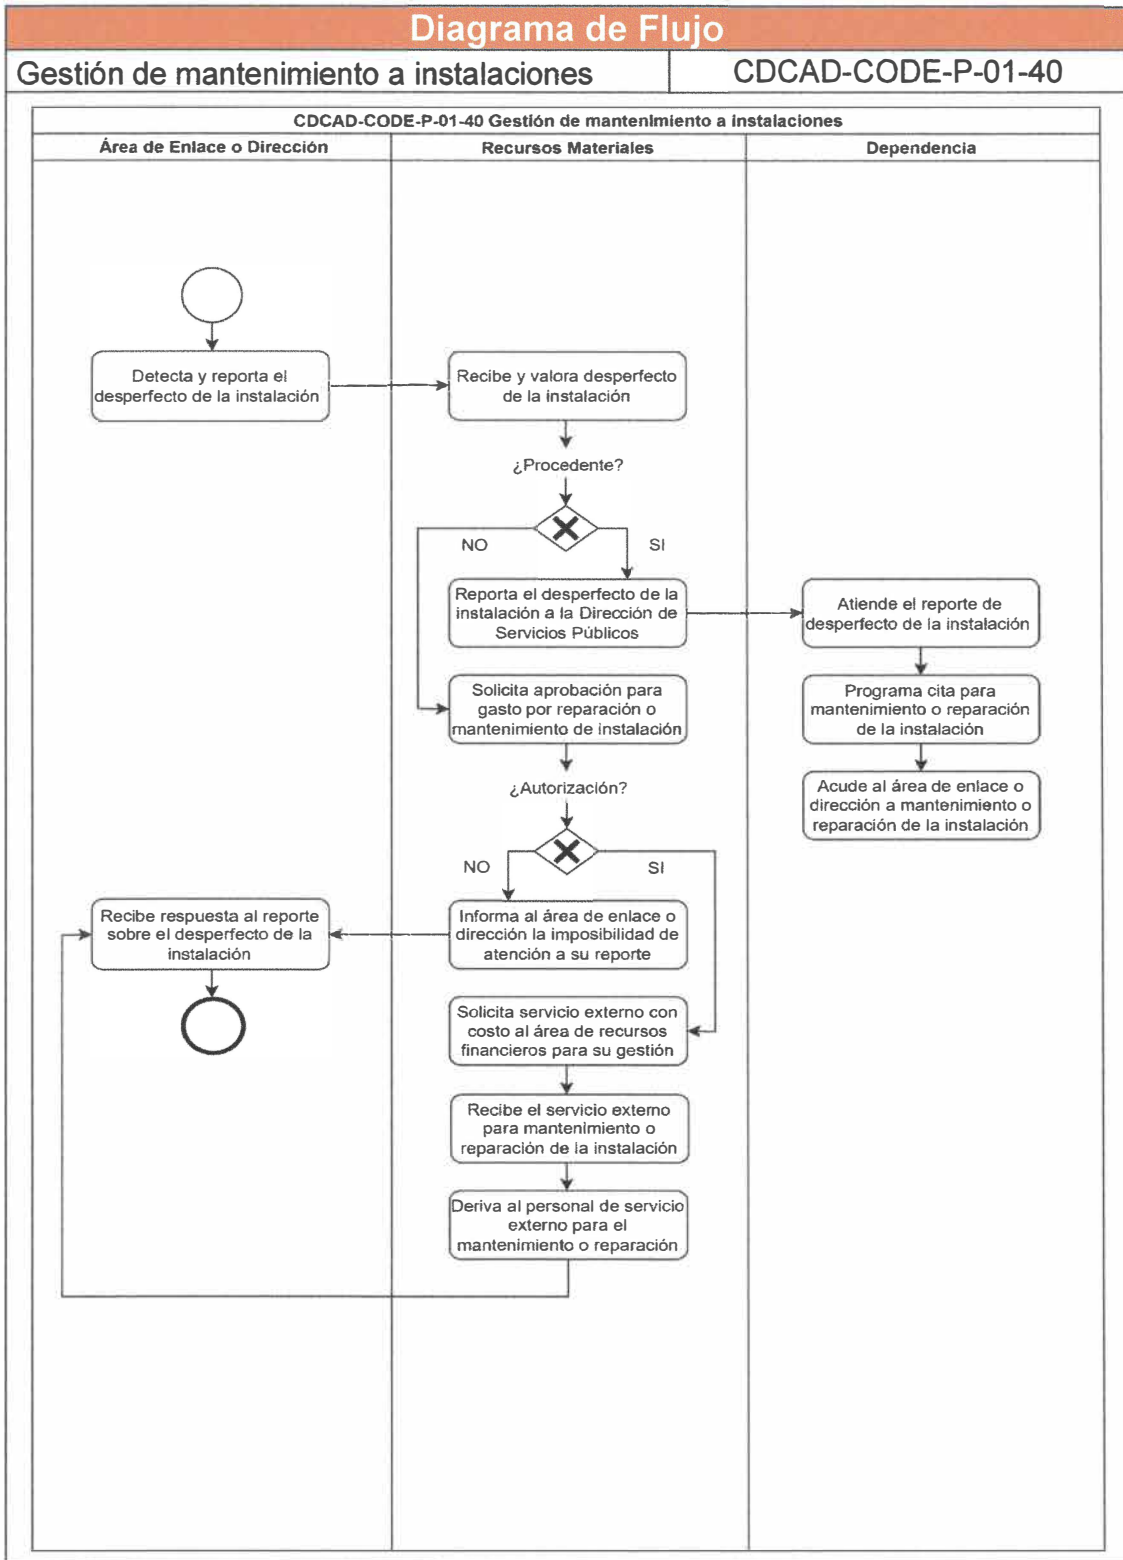 Diagrama de Flujo
Gestión de mantenimiento a instalaciones
CDCAD-CODE-P-01-40
CDCAD-CODE-P-01-40 Gestión de mantenimiento a instalaciones
Área de Enlace o Dirección
Recursos Materiales
Dependencia
Detecta y reporta el
desperfecto de la instalación
Recibe y valora desperfecto
de la instalación
¿Procedente?
NO
SI
Reporta el desperfecto de la
instalación a la Dirección de
Servicios Públicos
Atiende el reporte de
desperfecto de la instalación
Solicita aprobación para
gasto por reparación o
mantenimiento de instalación
Programa cita para
mantenimiento o reparación
de la instalación
¿Autorización?
Acude al área de enlace o
dirección a mantenimiento o
reparación de la instalación
NO
SI
Recibe respuesta al reporte
sobre el desperfecto de la
instalación
Informa al área de enlace o
dirección la imposibilidad de
atención a su reporte
Solicita servicio externo con
costo al área de recursos
financieros para su gestión
Recibe el servicio externo
para mantenimiento o
reparación de la instalación
Deriva al personal de servicio
externo para el
mantenimiento o reparación